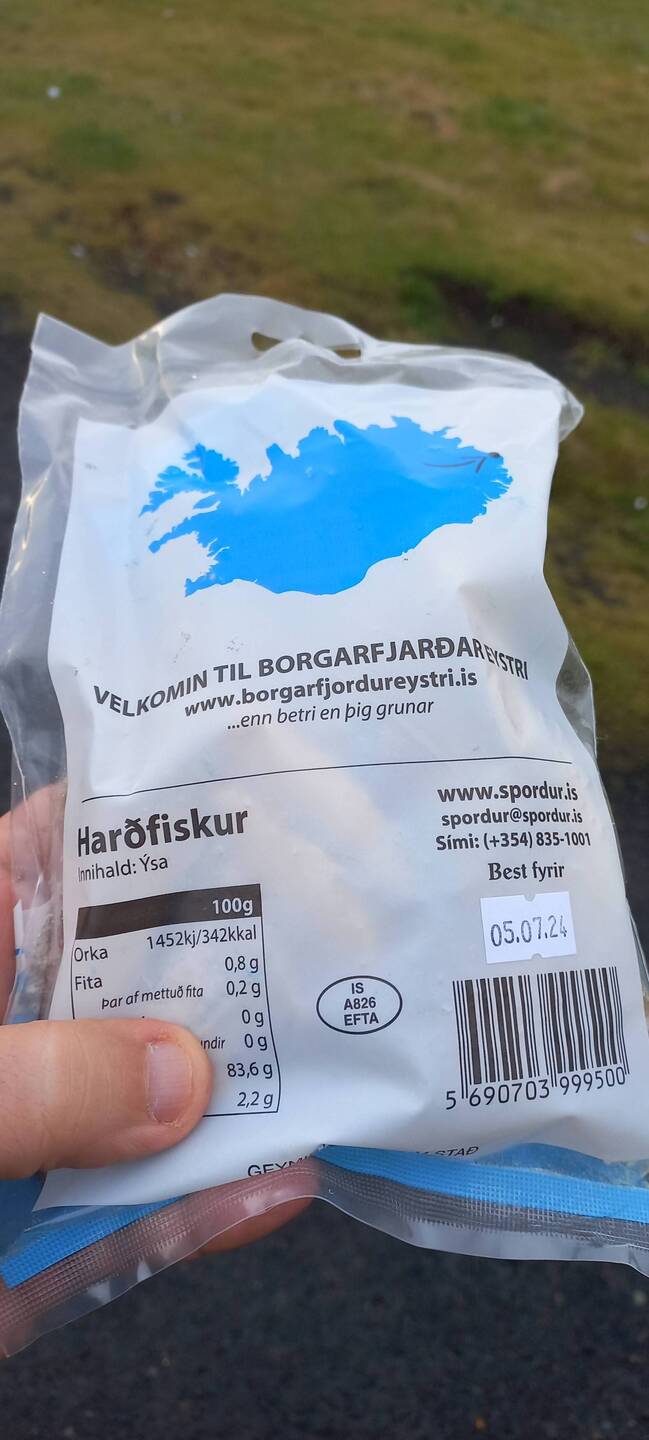 VELKOMIN TIL BORGARFJARÐAR EYSTRI
www.borgarfjordureystri.is
...enn betri en þig grunar
Harðfiskur
Innihald: Ýsa
100g
Orka 1452kj/342kkal
Fita 0,8 g
Þar af mettuð fita 0,2 g
0 g
0 g
83,6 g
2,2 g
www.spordur.is
spordur@spordur.is
Sími: (+354) 835-1001
Best fyrir
05.07.24
IS
A826
EFTA
5 690703 999500